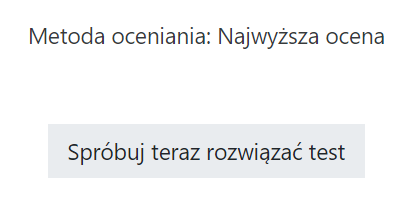 Metoda oceniania: Najwyższa ocena
Spróbuj teraz rozwiązać test